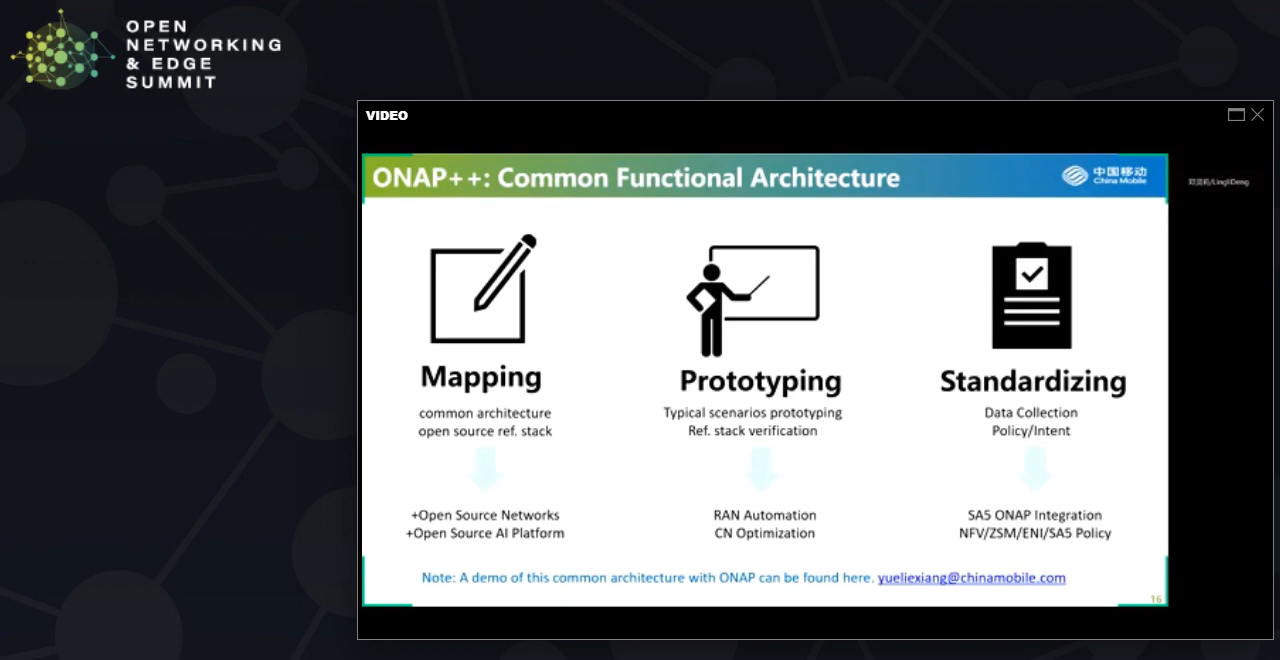 OPEN
NETWORKING
& EDGE
SUMMIT
VIDEO
ONAP++: Common Functional Architecture
中国移动
China Mobile
/LingliDeng
Mapping
common architecture
open source ref. stack
+Open Source Networks
+Open Source AI Platform
Prototyping
Typical scenarios prototyping
Ref. stack verification
RAN Automation
CN Optimization
Standardizing
Data Collection
Policy/Intent
SA5 ONAP Integration
NFV/ZSM/ENI/SA5 Policy
Note: A demo of this common architecture with ONAP can be found here. yueliexiang@chinamobile.com
16